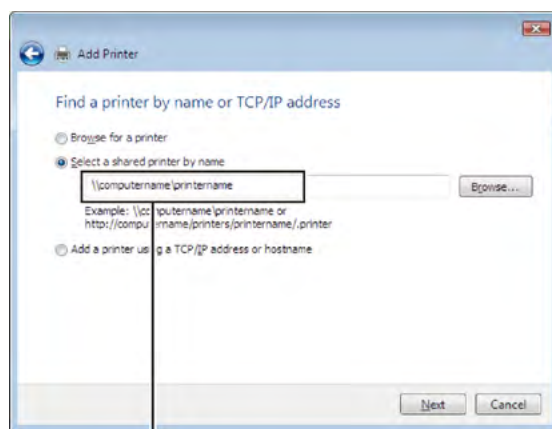 Add Printer
Find a printer by name or TCP/IP address
Browse for a printer
Select a shared printer by name
\\computername\printername
Browse...
Example: \\computername\printername or
http://computername/printers/printername/.printer
Add a printer using a TCP/IP address or hostname
Next
Cancel